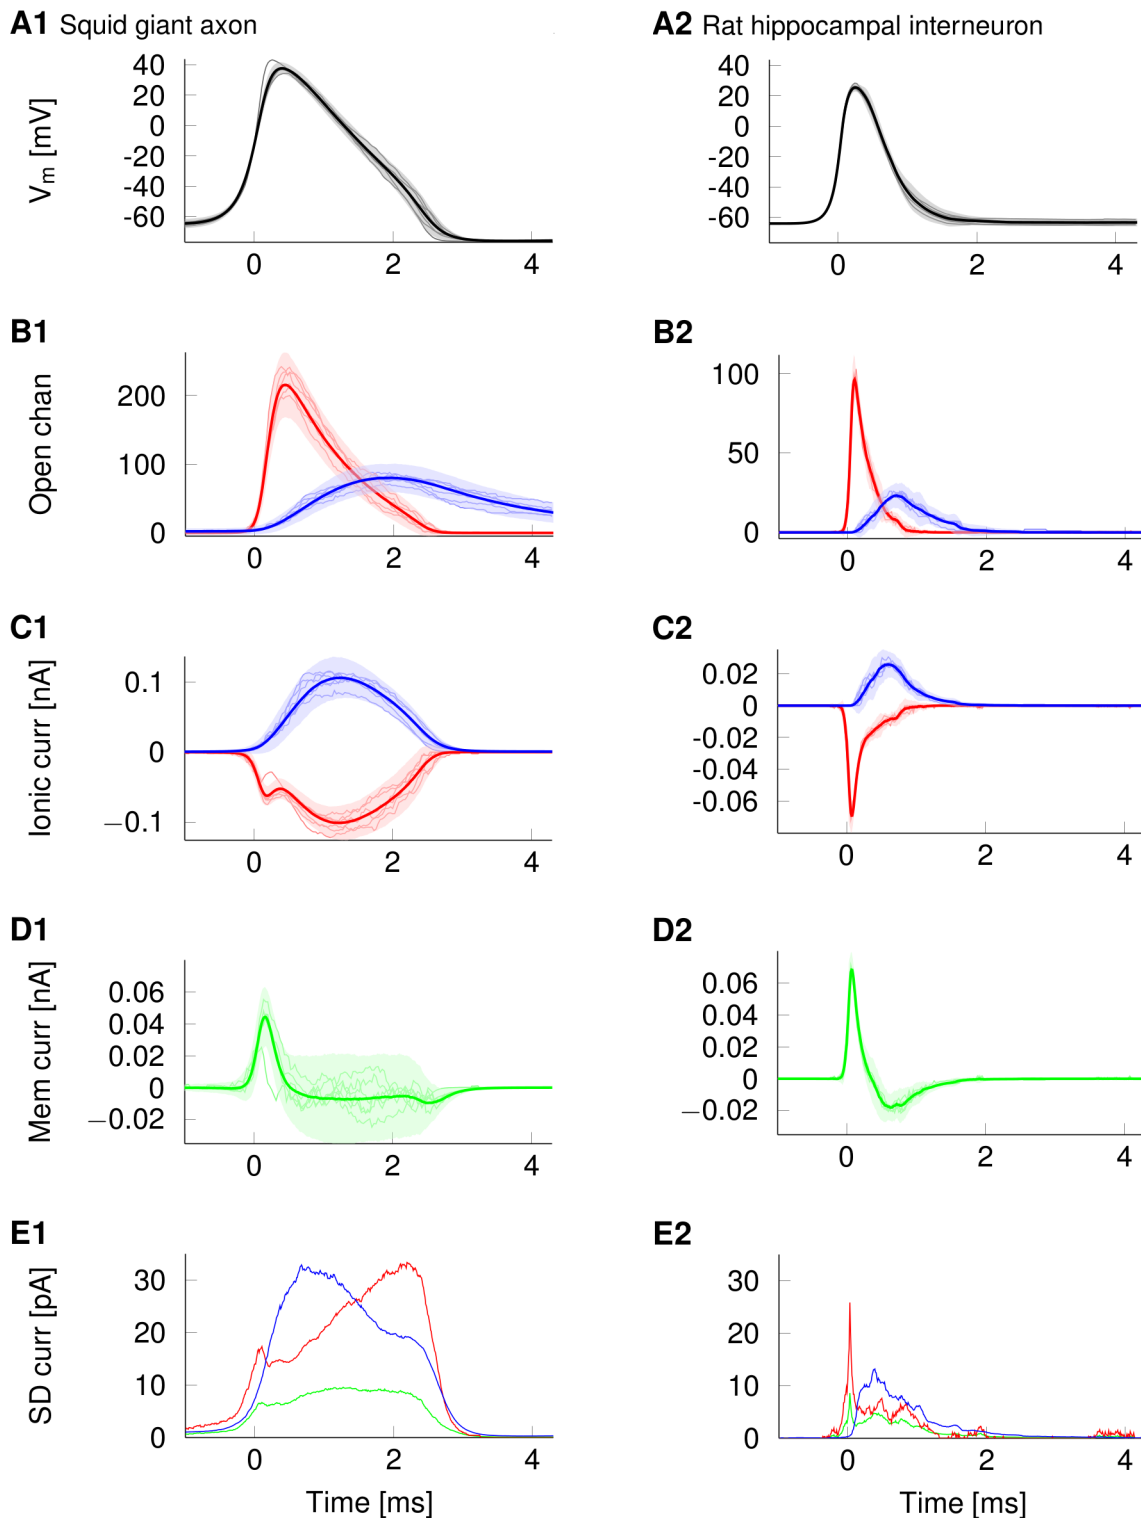 A1 Squid giant axon
A2 Rat hippocampal interneuron
Vm [mV]
40
20
0
-20
-40
-60
0 2 4
40
20
0
-20
-40
-60
0 2 4
B1
B2
Open chan
200
100
0
0 2 4
100
50
0
0 2 4
C1
C2
Ionic curr [nA]
0.1
0
−0.1
0 2 4
0.02
0
-0.02
-0.04
-0.06
0 2 4
D1
D2
Mem curr [nA]
0.06
0.04
0.02
0
−0.02
0 2 4
0.06
0.04
0.02
0
−0.02
0 2 4
E1
E2
SD curr [pA]
30
20
10
0
0 2 4
30
20
10
0
0 2 4
Time [ms]
Time [ms]